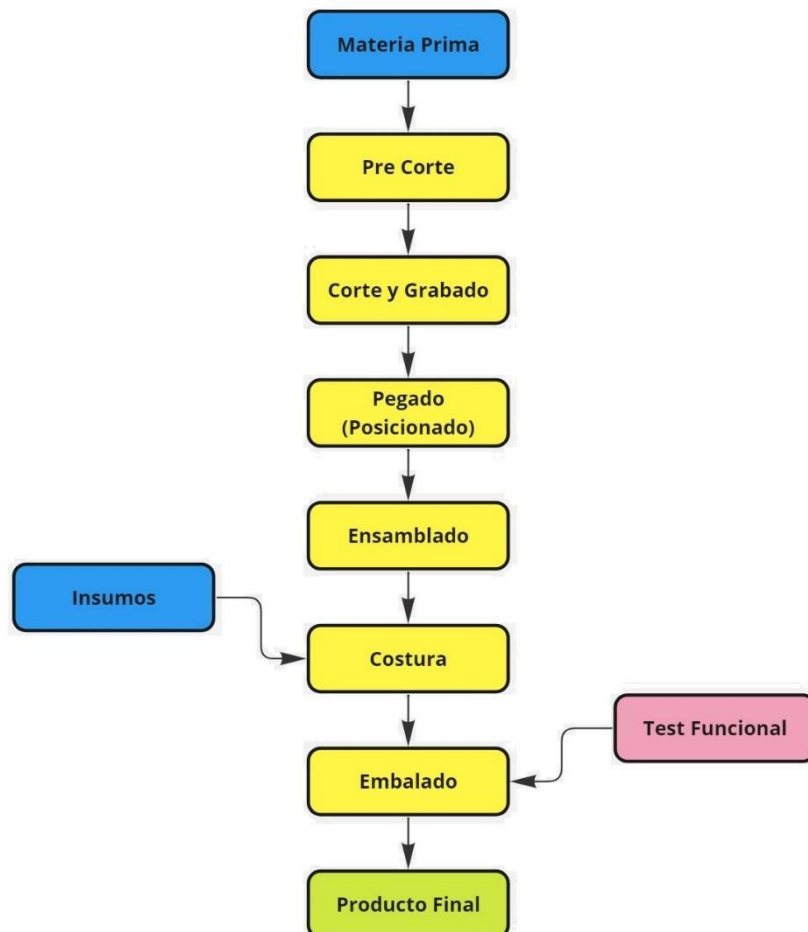 Materia Prima
Pre Corte
Corte y Grabado
Pegado
(Posicionado)
Ensamblado
Insumos
Costura
Test Funcional
Embalado
Producto Final